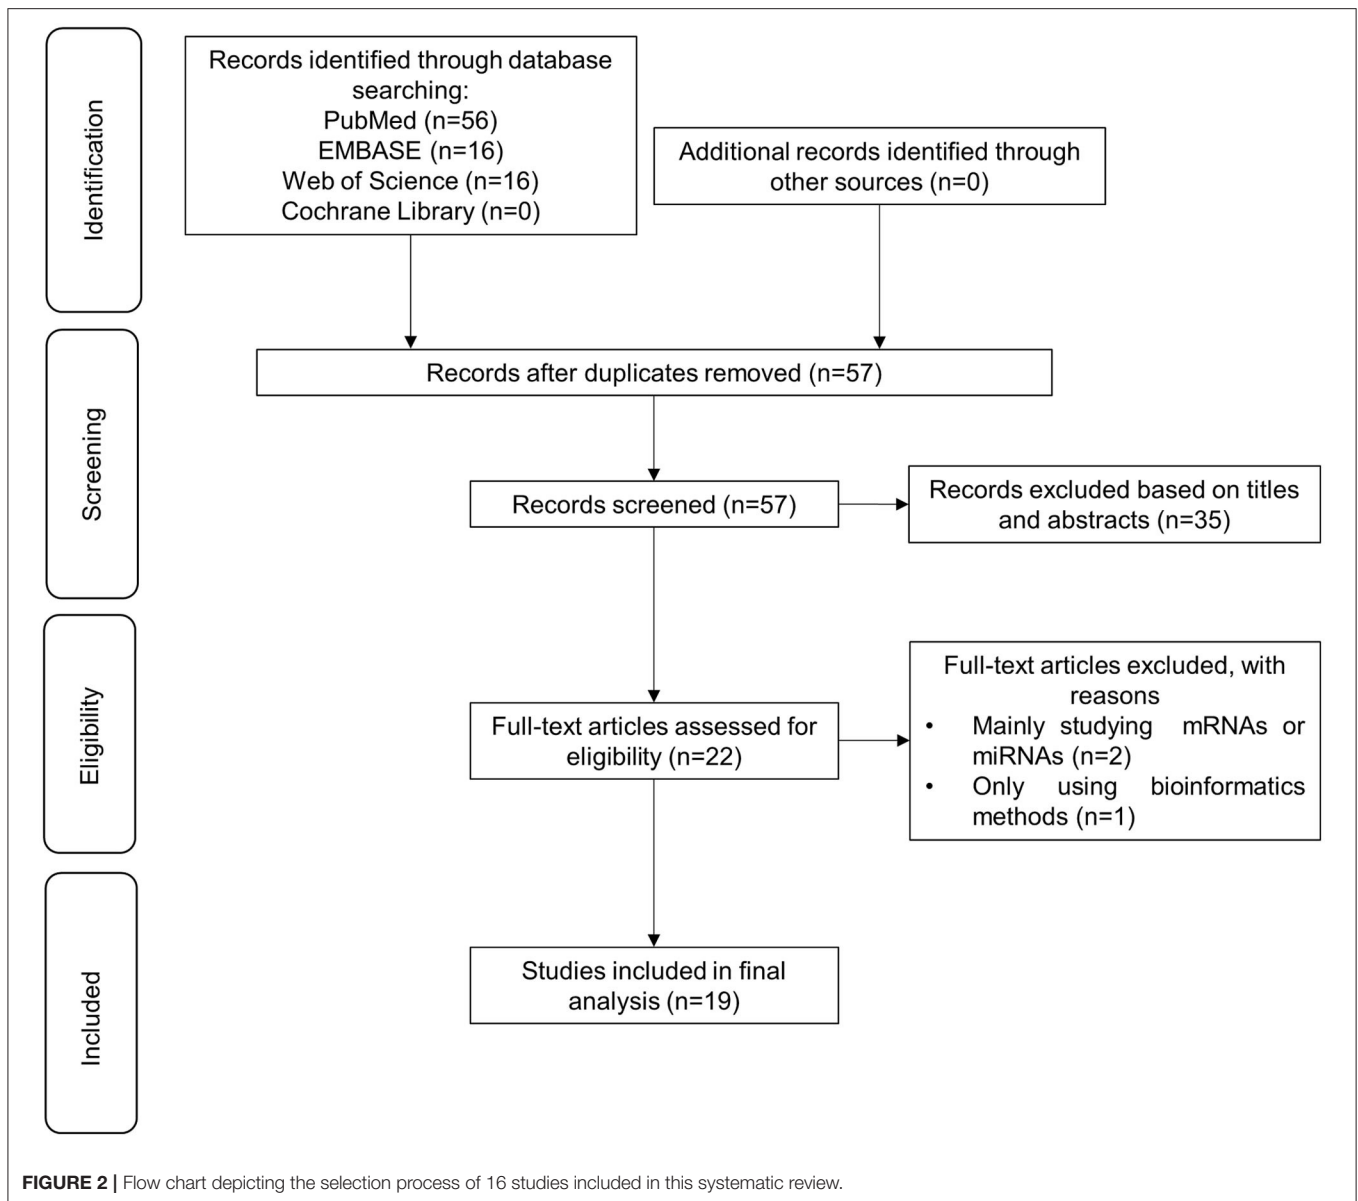 Identification
Records identified through database
searching:
PubMed (n=56)
EMBASE (n=16)
Web of Science (n=16)
Cochrane Library (n=0)
Additional records identified through
other sources (n=0)
Screening
Records after duplicates removed (n=57)
Records screened (n=57)
Records excluded based on titles
and abstracts (n=35)
Eligibility
Full-text articles assessed for
eligibility (n=22)
Full-text articles excluded, with
reasons
• Mainly studying mRNAs or
miRNAs (n=2)
• Only using bioinformatics
methods (n=1)
Included
Studies included in final
analysis (n=19)
FIGURE 2 | Flow chart depicting the selection process of 16 studies included in this systematic review.